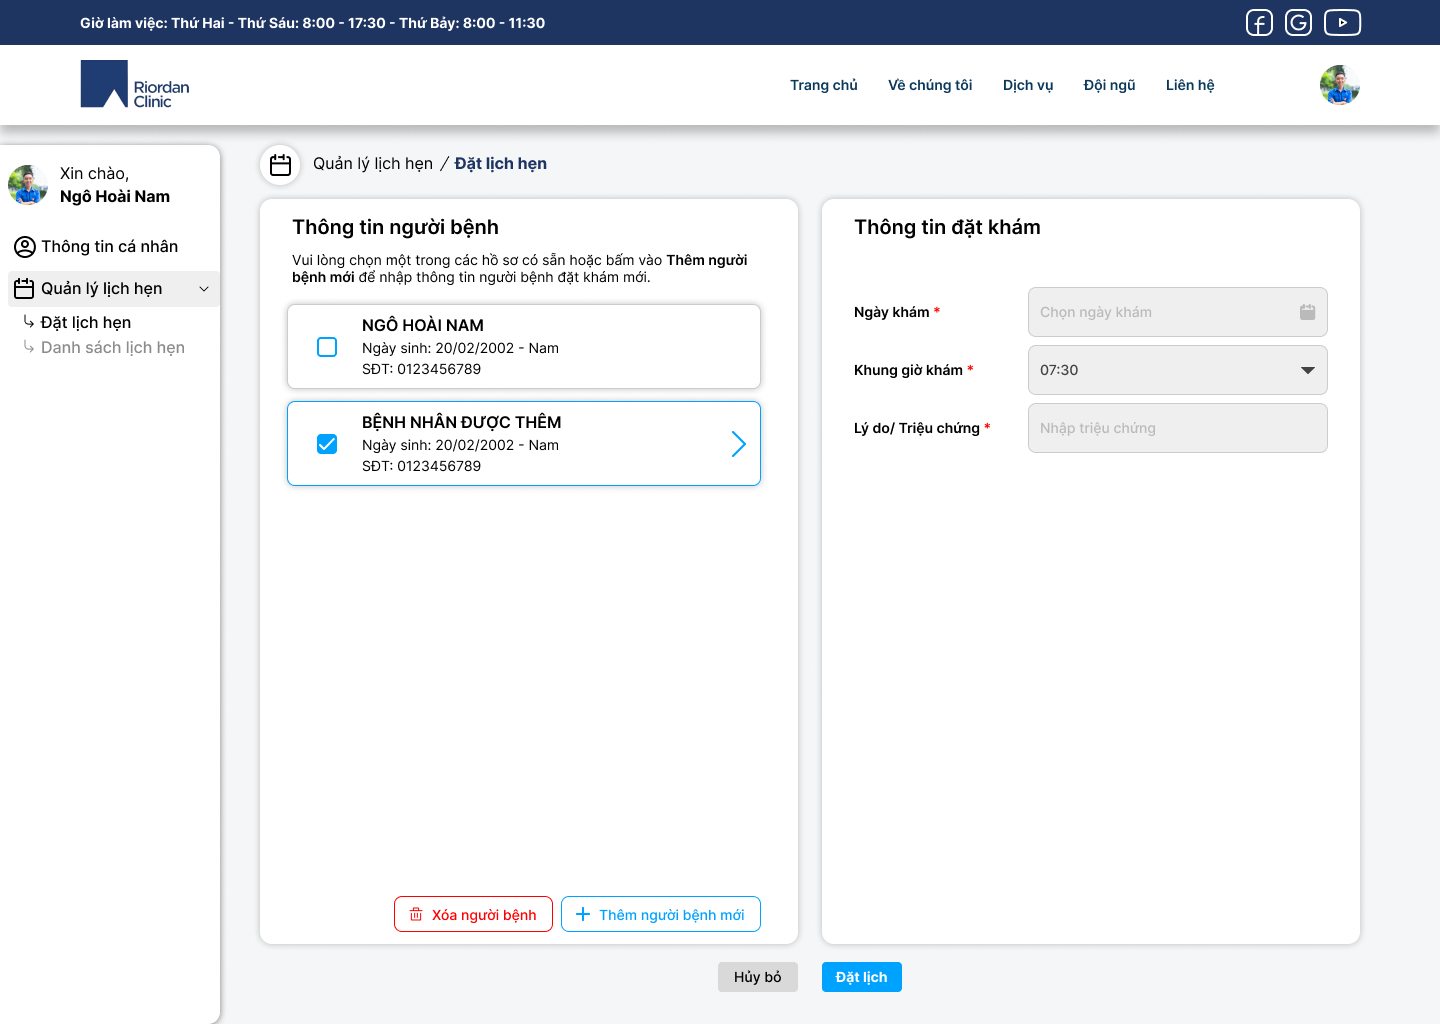 Giờ làm việc: Thứ Hai - Thứ Sáu: 8:00 - 17:30 - Thứ Bảy: 8:00 - 11:30
Riordan
Clinic
Trang chủ
Về chúng tôi
Dịch vụ
Đội ngũ
Liên hệ
Xin chào,
Ngô Hoài Nam
Thông tin cá nhân
Quản lý lịch hẹn
Đặt lịch hẹn
Danh sách lịch hẹn
Quản lý lịch hẹn / Đặt lịch hẹn
Thông tin người bệnh
Vui lòng chọn một trong các hồ sơ có sẵn hoặc bấm vào Thêm người
bệnh mới để nhập thông tin người bệnh đặt khám mới.
NGÔ HOÀI NAM
Ngày sinh: 20/02/2002 - Nam
SĐT: 0123456789
BỆNH NHÂN ĐƯỢC THÊM
Ngày sinh: 20/02/2002 - Nam
SĐT: 0123456789
Xóa người bệnh
Thêm người bệnh mới
Thông tin đặt khám
Ngày khám *
Chọn ngày khám
Khung giờ khám *
07:30
Lý do/ Triệu chứng *
Nhập triệu chứng
Hủy bỏ
Đặt lịch